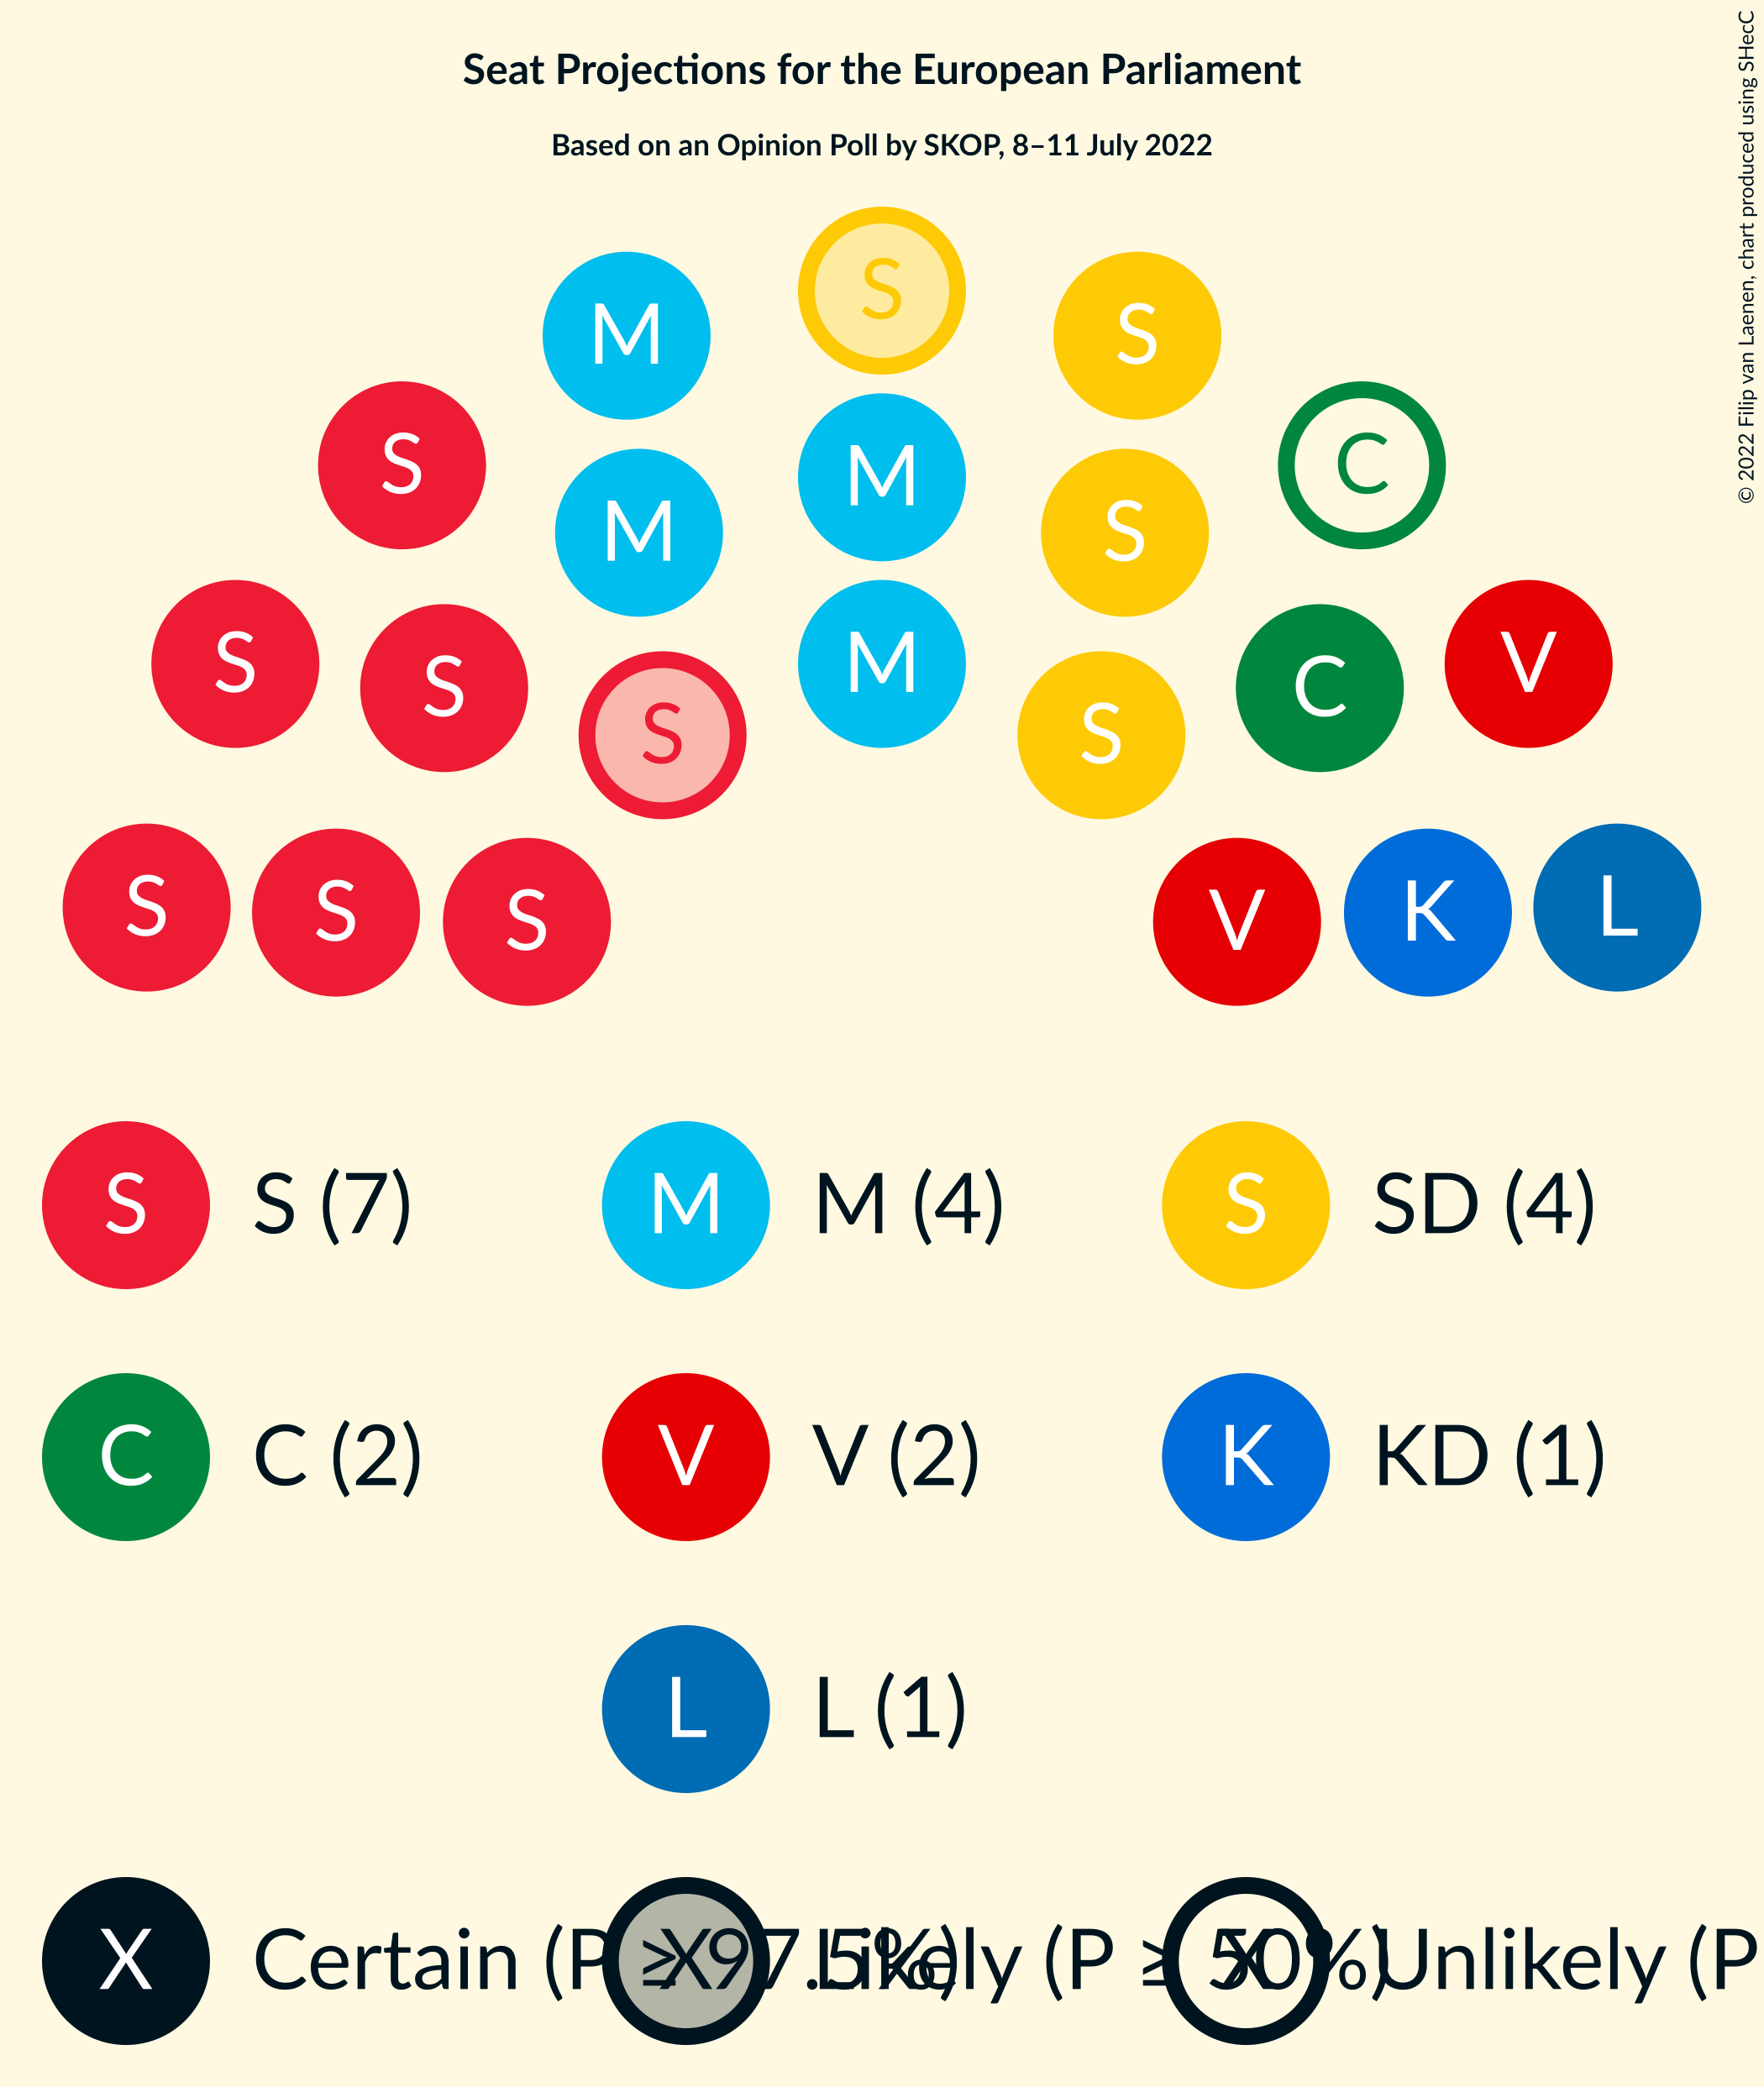 Seat Projections for the European Parliament
Based on an Opinion Poll by SKOP, 8–11 July 2022
© 2022 Filip van Laenen, chart produced using SHecC
S
M S
S M C
M S
S M V
S C
S S
S K L
S S V
S S (7) M M (4) S SD (4)
C C (2) V V (2) K KD (1)
L L (1)
X Certain (P ≥ 97.5%) X Likely (P ≥ 50%) X Unlikely (P